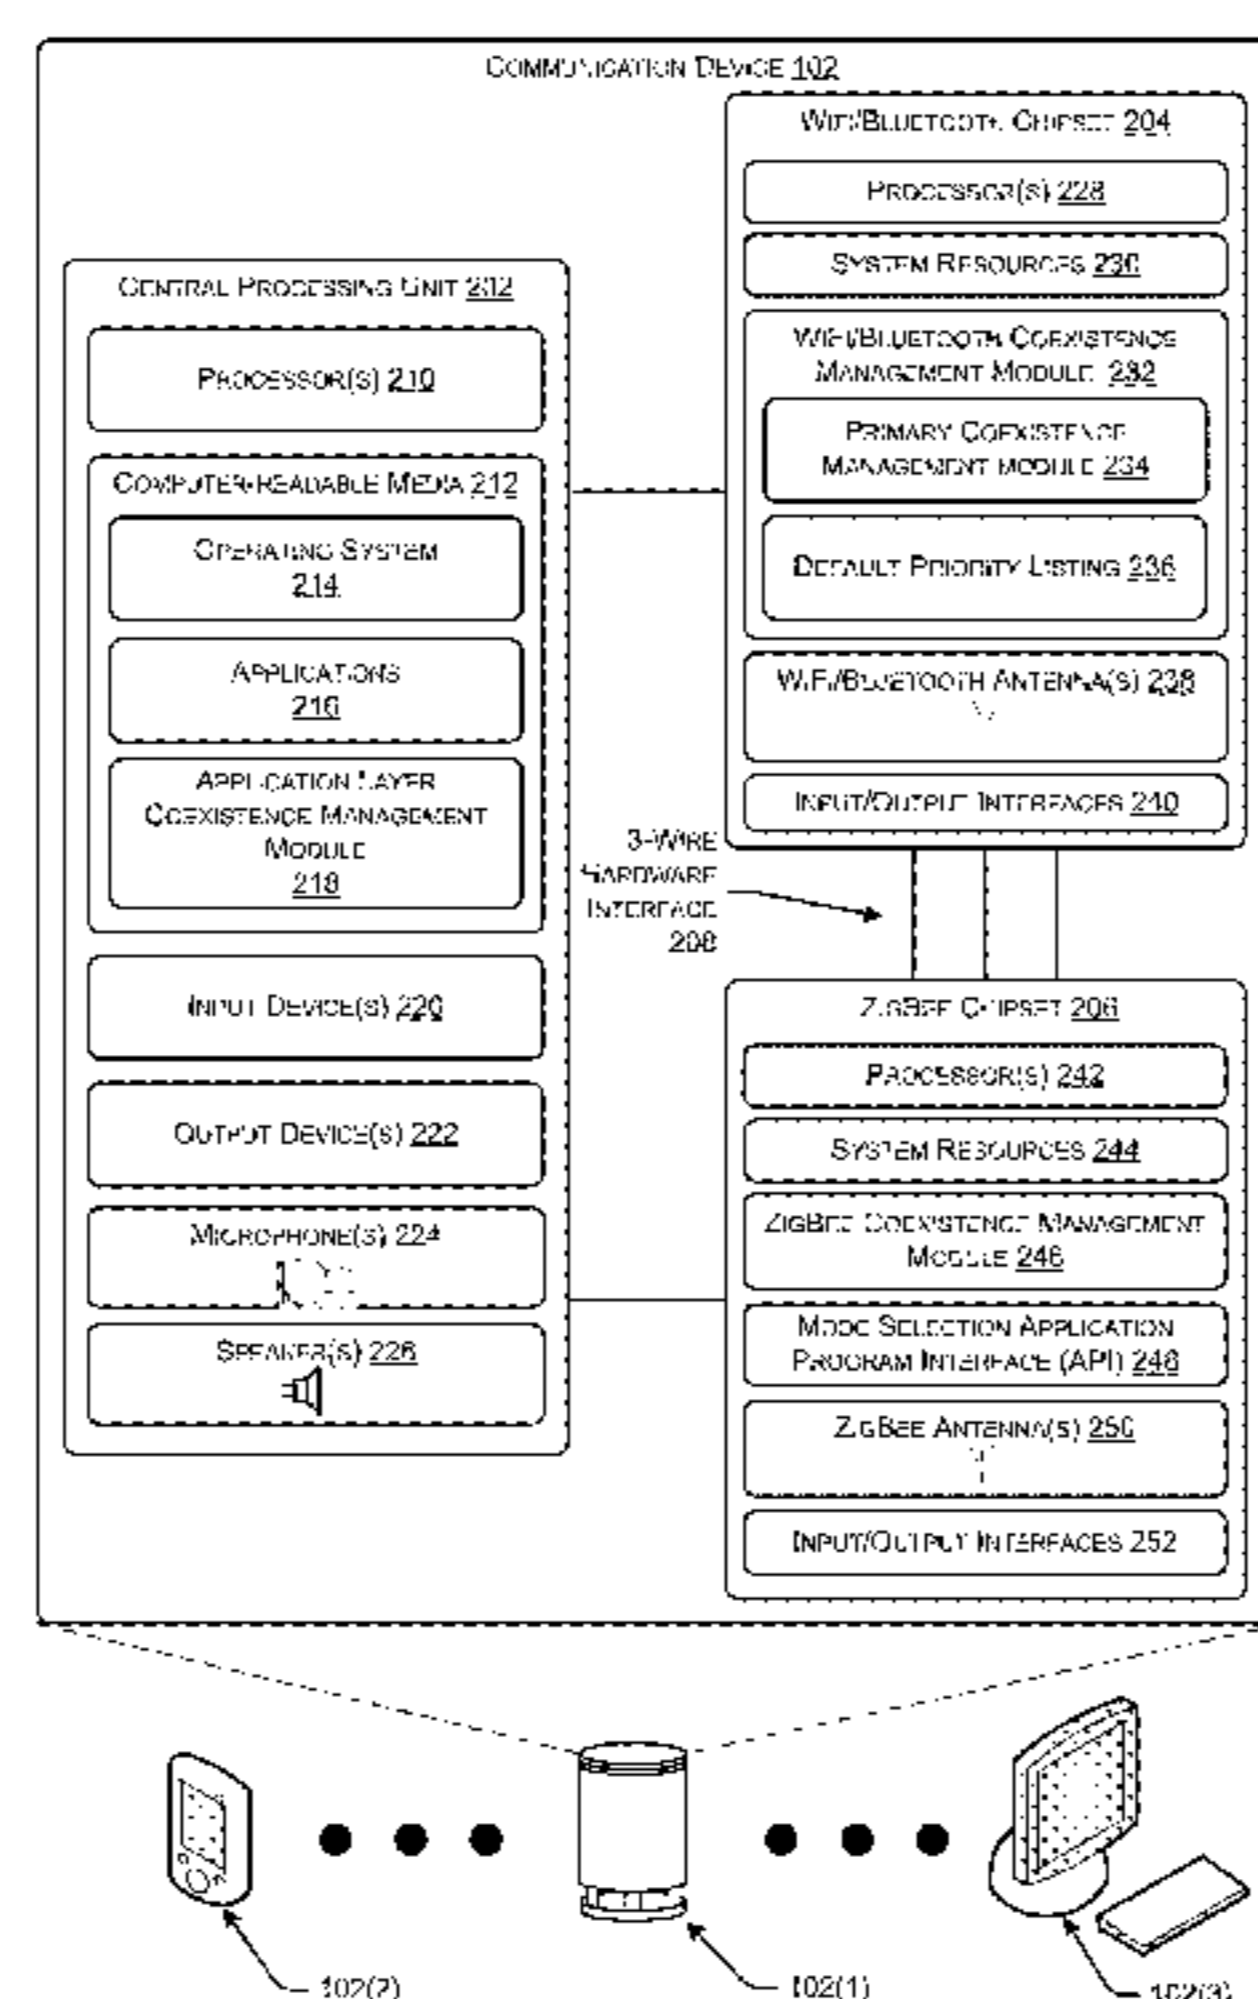 COMMUNICATION DEVICE 102
WIFI/BLUETOOTH CHIPSET 204
PROCESSOR(S) 228
SYSTEM RESOURCES 230
WIFI/BLUETOOTH COEXISTENCE
MANAGEMENT MODULE 232
PRIMARY COEXISTENCE
MANAGEMENT MODULE 234
DEFAULT PRIORITY LISTING 236
WIFI/BLUETOOTH ANTENNA(S) 238
INPUT/OUTPUT INTERFACES 240
CENTRAL PROCESSING UNIT 202
PROCESSOR(S) 210
COMPUTER-READABLE MEDIA 212
OPERATING SYSTEM
214
APPLICATIONS
216
APPLICATION LAYER
COEXISTENCE MANAGEMENT
MODULE
218
INPUT DEVICE(S) 220
OUTPUT DEVICE(S) 222
MICROPHONE(S) 224
SPEAKER(S) 226
3-WIRE
HARDWARE
INTERFACE
208
ZIGBEE CHIPSET 206
PROCESSOR(S) 242
SYSTEM RESOURCES 244
ZIGBEE COEXISTENCE MANAGEMENT
MODULE 246
MODE SELECTION APPLICATION
PROGRAM INTERFACE (API) 248
ZIGBEE ANTENNA(S) 250
INPUT/OUTPUT INTERFACES 252
102(2)
102(1)
102(3)